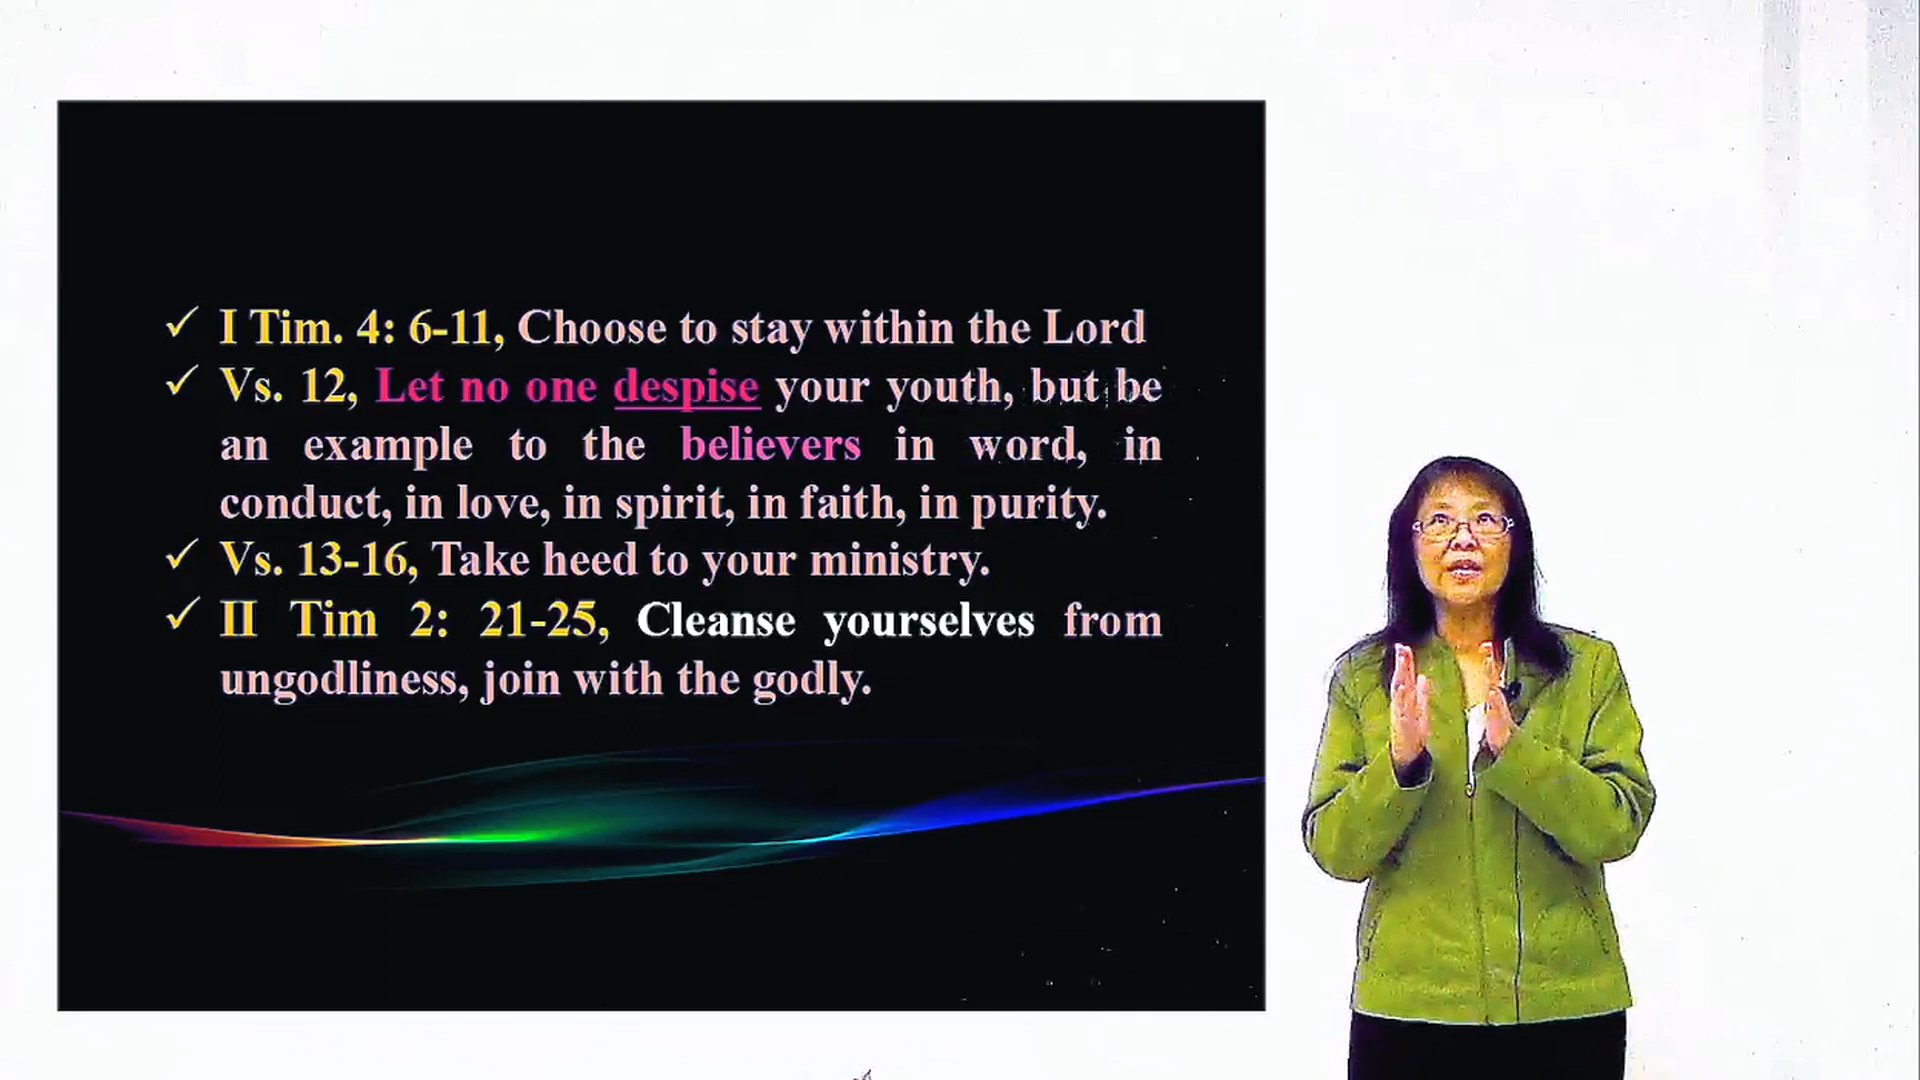 ✓ I Tim. 4: 6-11, Choose to stay within the Lord
✓ Vs. 12, Let no one despise your youth, but be
an example to the believers in word, in
conduct, in love, in spirit, in faith, in purity.
✓ Vs. 13-16, Take heed to your ministry.
✓ II Tim 2: 21-25, Cleanse yourselves from
ungodliness, join with the godly.